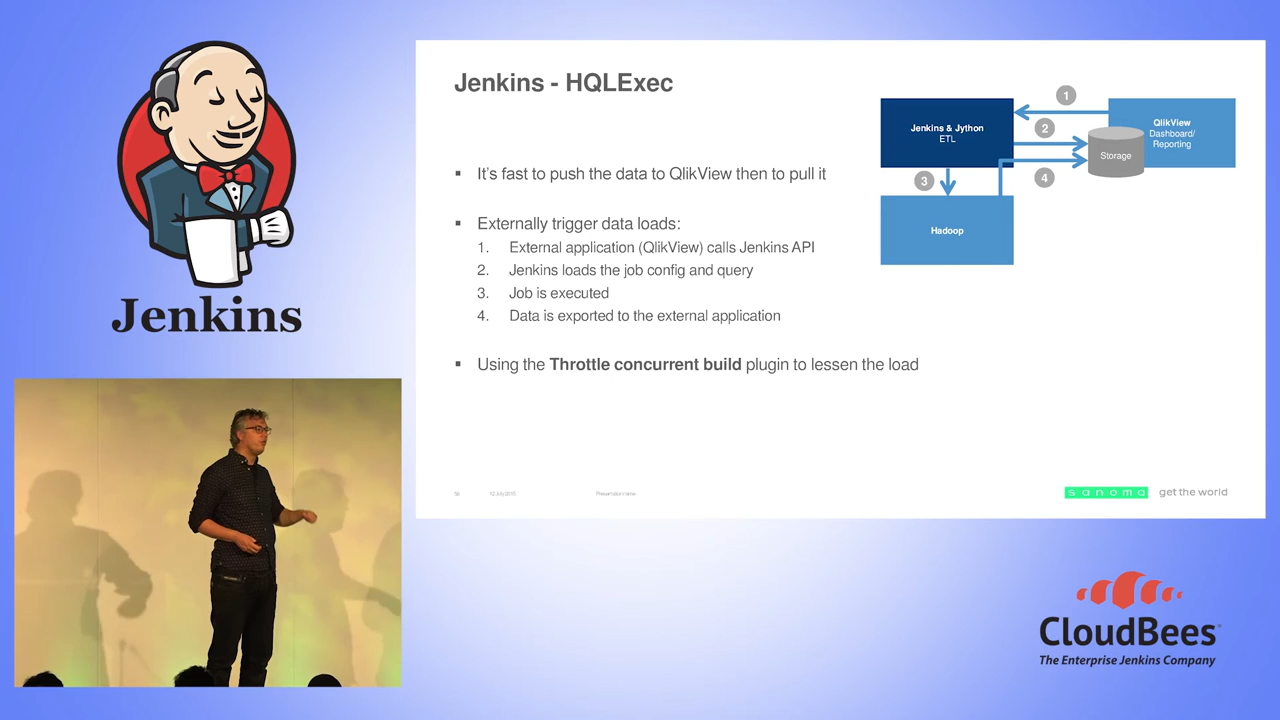 Jenkins
Jenkins - HQLExec
▪ It's fast to push the data to QlikView then to pull it
▪ Externally trigger data loads:
1. External application (QlikView) calls Jenkins API
2. Jenkins loads the job config and query
3. Job is executed
4. Data is exported to the external application
▪ Using the Throttle concurrent build plugin to lessen the load
1
Jenkins & Jython
ETL
2
QlikView
Dashboard/
Reporting
Storage
3
4
Hadoop
Presentation name
sanoma get the world
CloudBees
The Enterprise Jenkins Company